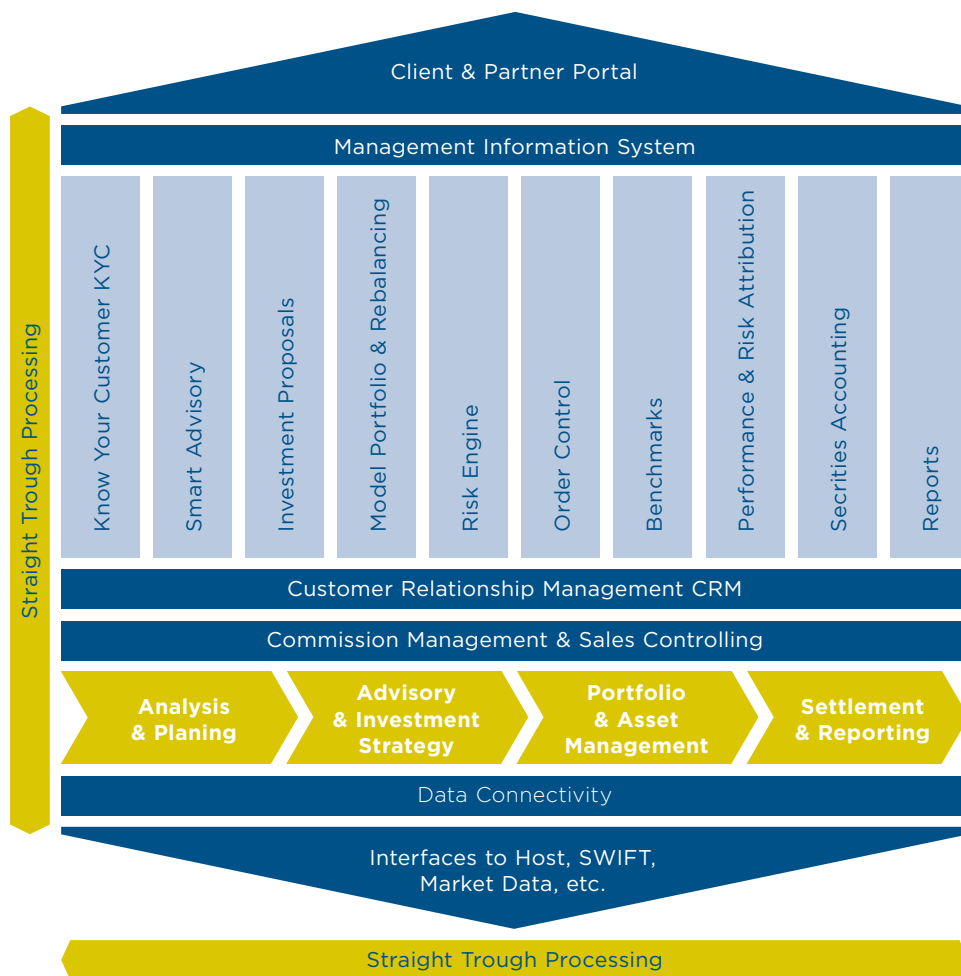 Client & Partner Portal
Management Information System
Straight Trough Processing
Know Your Customer KYC
Smart Advisory
Investment Proposals
Model Portfolio & Rebalancing
Risk Engine
Order Control
Benchmarks
Performance & Risk Attribution
Secrities Accounting
Reports
Customer Relationship Management CRM
Commission Management & Sales Controlling
Analysis
& Planing
Advisory
& Investment
Strategy
Portfolio
& Asset
Management
Settlement
& Reporting
Data Connectivity
Interfaces to Host, SWIFT,
Market Data, etc.
Straight Trough Processing